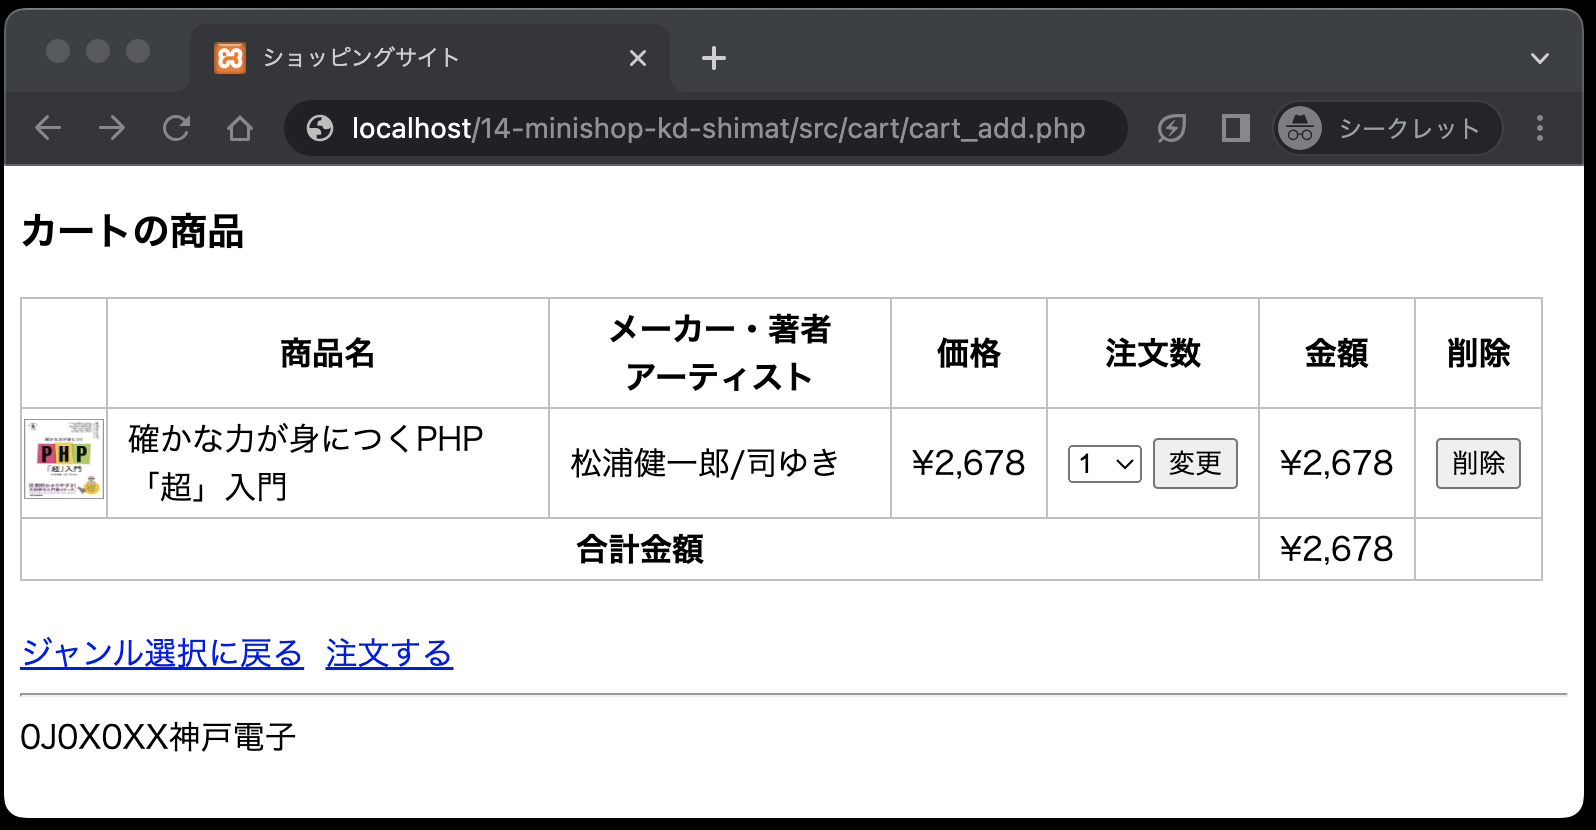 ショッピングサイト
localhost/14-minishop-kd-shimat/src/cart/cart_add.php
シークレット
カートの商品
商品名
メーカー・著者
アーティスト
価格
注文数
金額
削除
PHP
「超」入門
確かな力が身につくPHP
「超」入門
松浦健一郎/司ゆき
¥2,678
1
変更
¥2,678
削除
合計金額
¥2,678
ジャンル選択に戻る 注文する
0J0X0XX神戸電子